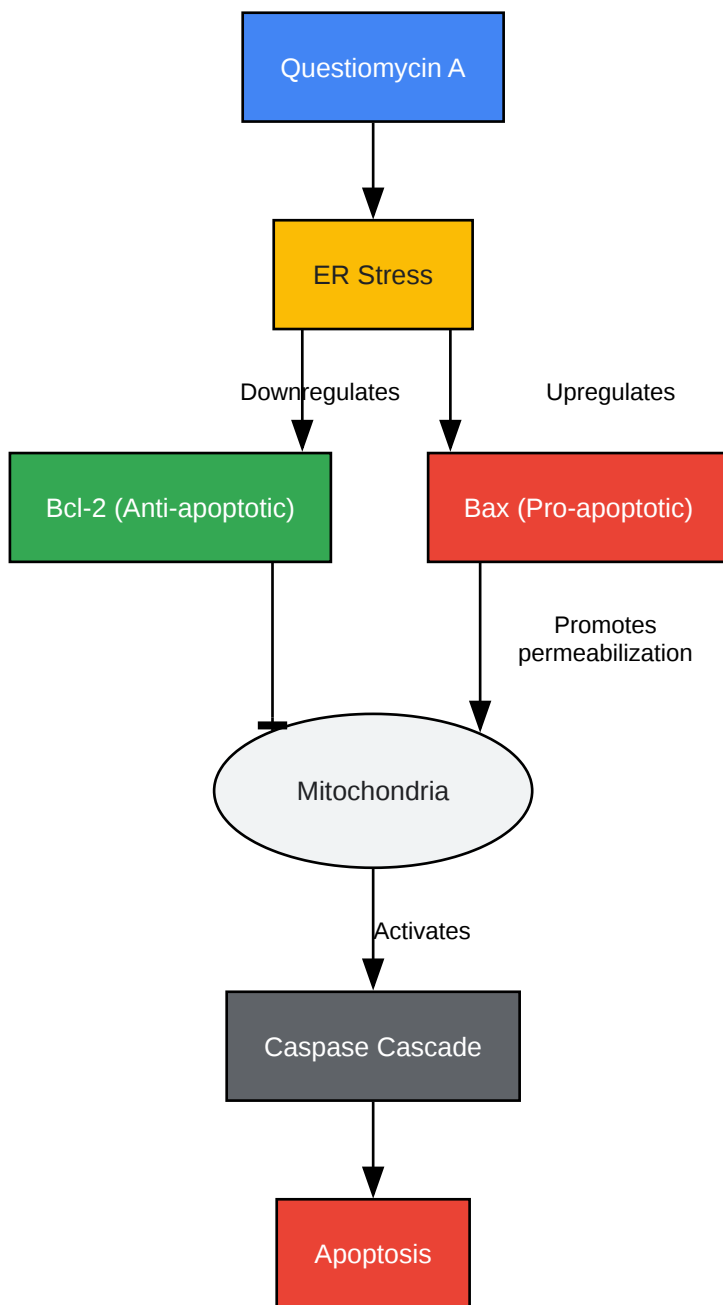 Questiomycin A
ER Stress
Downregulates
Upregulates
Bcl-2 (Anti-apoptotic)
Bax (Pro-apoptotic)
Promotes
permeabilization
Mitochondria
Activates
Caspase Cascade
Apoptosis